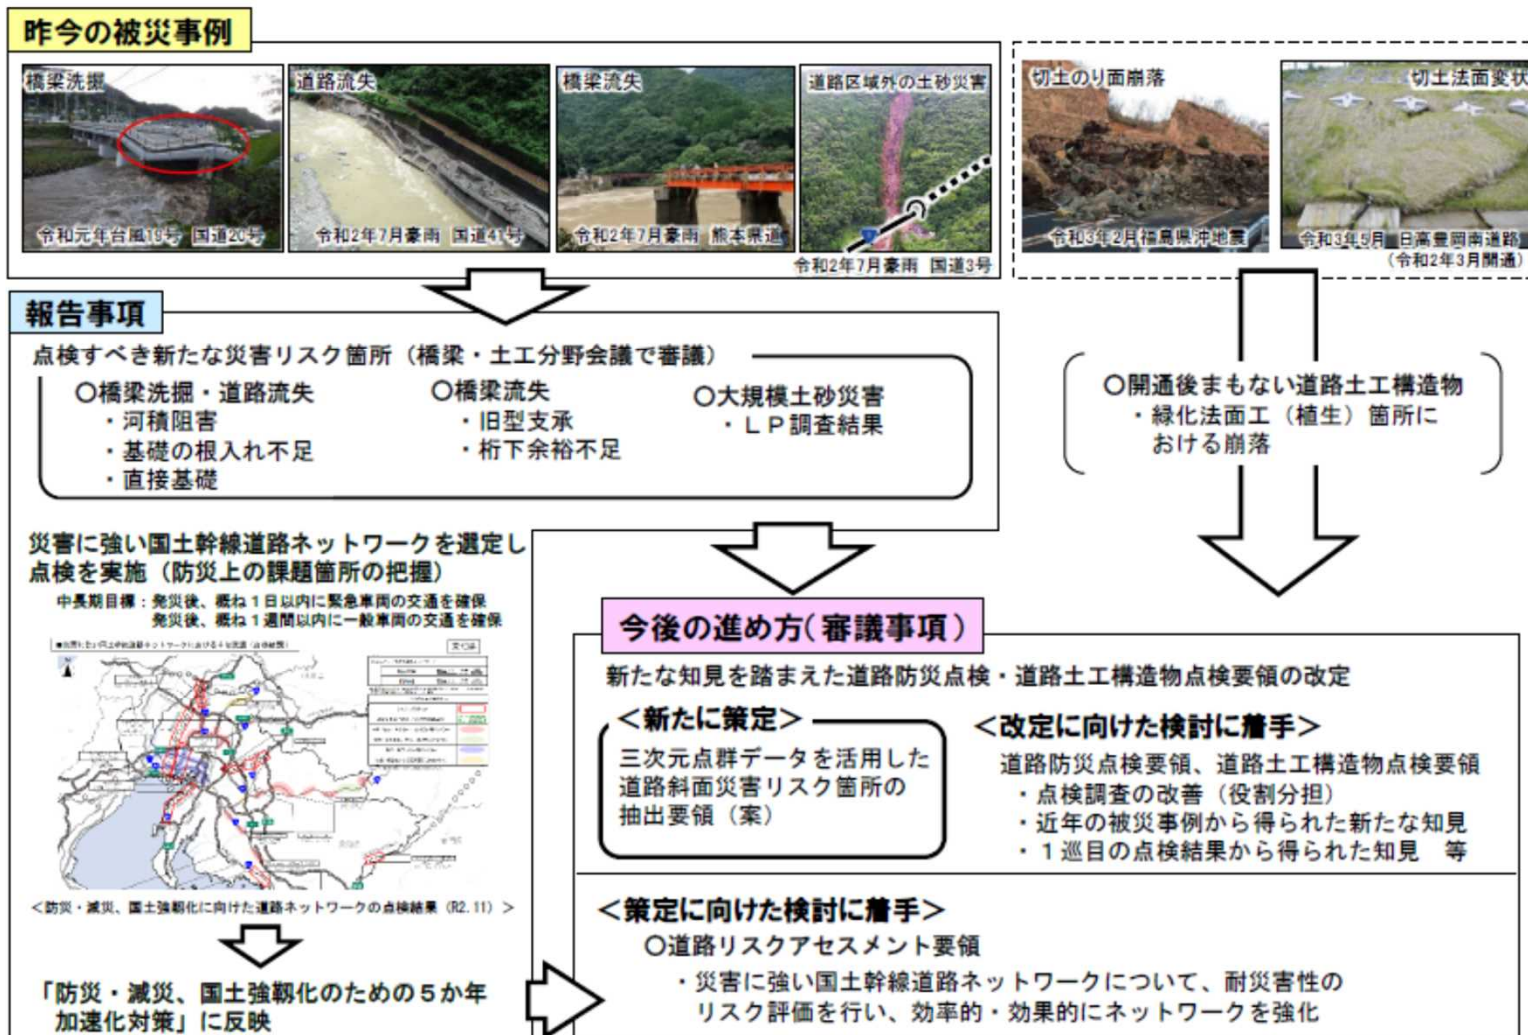 昨今の被災事例
橋梁洗掘
令和元年台風19号 国道20号
道路流失
令和2年7月豪雨 国道41号
橋梁流失
令和2年7月豪雨 熊本県道
道路区域外の土砂災害
令和2年7月豪雨 国道3号
切土のり面崩落
令和3年2月福島県沖地震
切土法面変状
令和3年5月 日高豊岡南道路
(令和2年3月開通)
報告事項
点検すべき新たな災害リスク箇所(橋梁・土工分野会議で審議)
〇橋梁洗掘・道路流失
・河積阻害
・基礎の根入れ不足
・直接基礎
〇橋梁流失
・旧型支承
・桁下余裕不足
〇大規模土砂災害
・LP調査結果
〇開通後まもない道路土工構造物
・緑化法面工(植生)箇所に
おける崩落
災害に強い国土幹線道路ネットワークを選定し
点検を実施(防災上の課題箇所の把握)
中長期目標:発災後、概ね1日以内に緊急車両の交通を確保
発災後、概ね1週間以内に一般車両の交通を確保
<防災・減災、国土強靱化に向けた道路ネットワークの点検結果(R2.11)>
「防災・減災、国土強靱化のための5か年
加速化対策」に反映
今後の進め方(審議事項)
新たな知見を踏まえた道路防災点検・道路土工構造物点検要領の改定
<新たに策定>
三次元点群データを活用した
道路斜面災害リスク箇所の
抽出要領(案)
<改定に向けた検討に着手>
道路防災点検要領、道路土工構造物点検要領
・点検調査の改善(役割分担)
・近年の被災事例から得られた新たな知見
・1巡目の点検結果から得られた知見 等
<策定に向けた検討に着手>
〇道路リスクアセスメント要領
・災害に強い国土幹線道路ネットワークについて、耐災害性の
リスク評価を行い、効率的・効果的にネットワークを強化